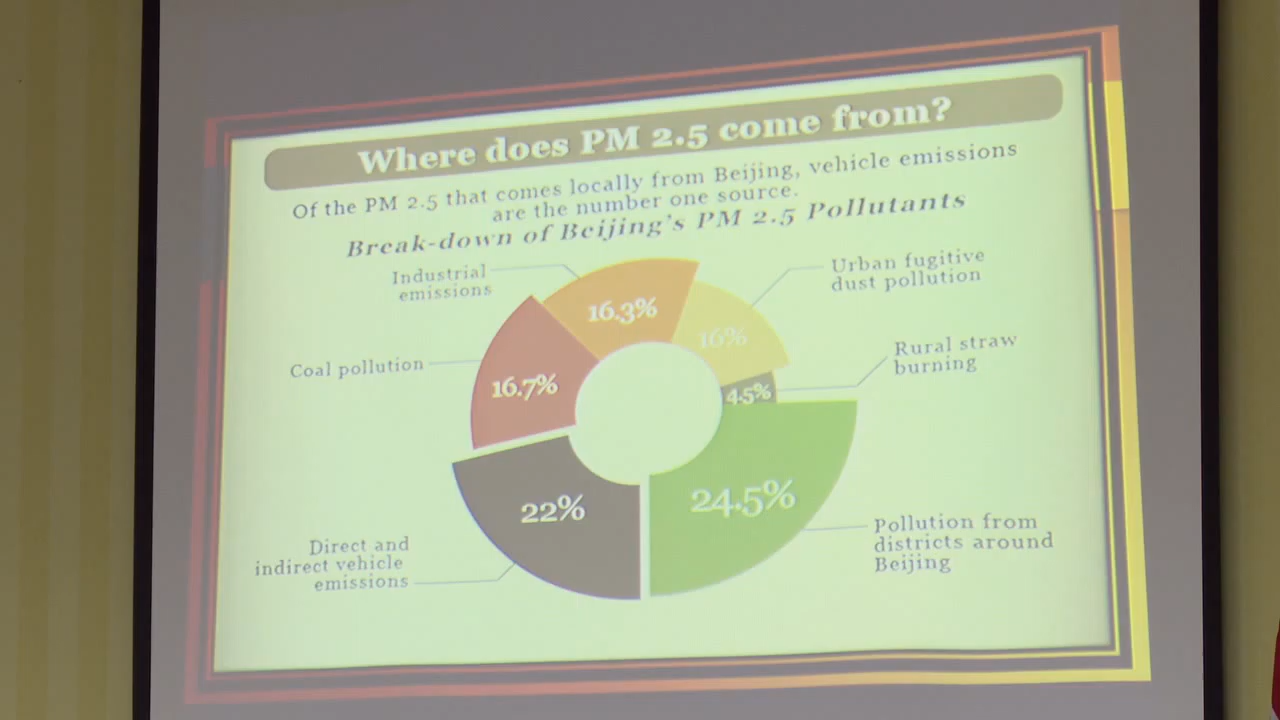 Where does PM 2.5 come from?
Of the PM 2.5 that comes locally from Beijing, vehicle emissions
are the number one source.
Break-down of Beijing's PM 2.5 Pollutants
Industrial
emissions
16.3%
Urban fugitive
dust pollution
16%
Coal pollution
16.7%
Rural straw
burning
4.5%
22%
24.5%
Direct and
indirect vehicle
emissions
Pollution from
districts around
Beijing